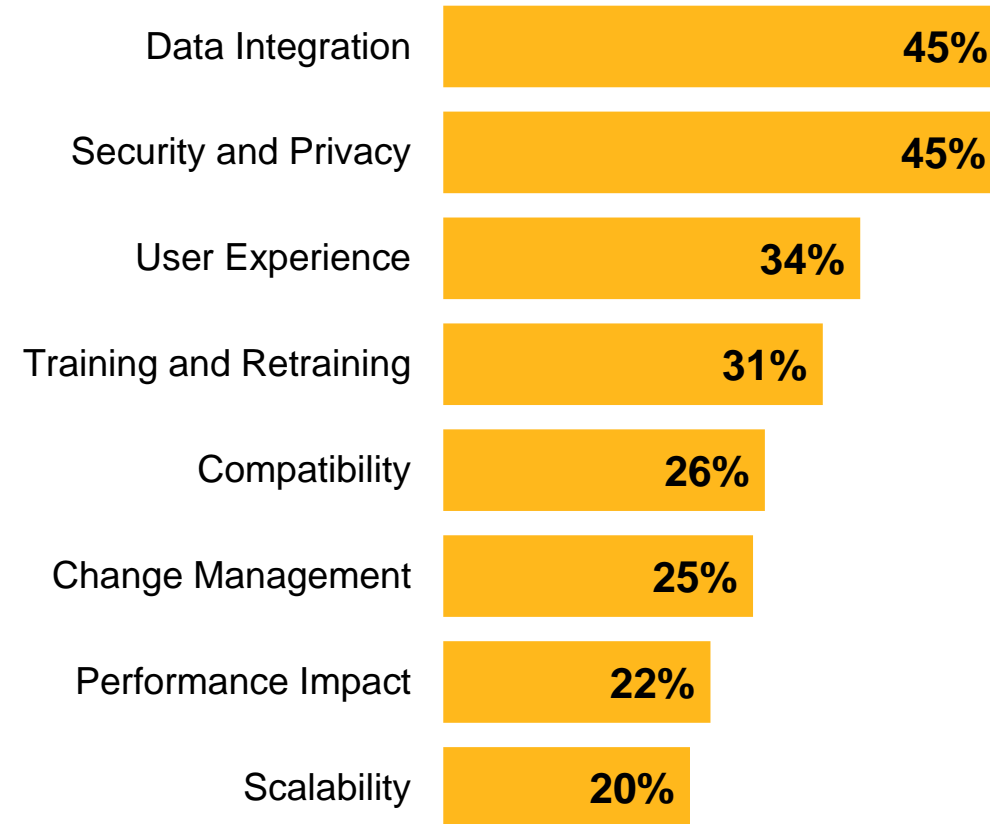 Data Integration 45%
Security and Privacy 45%
User Experience 34%
Training and Retraining 31%
Compatibility 26%
Change Management 25%
Performance Impact 22%
Scalability 20%